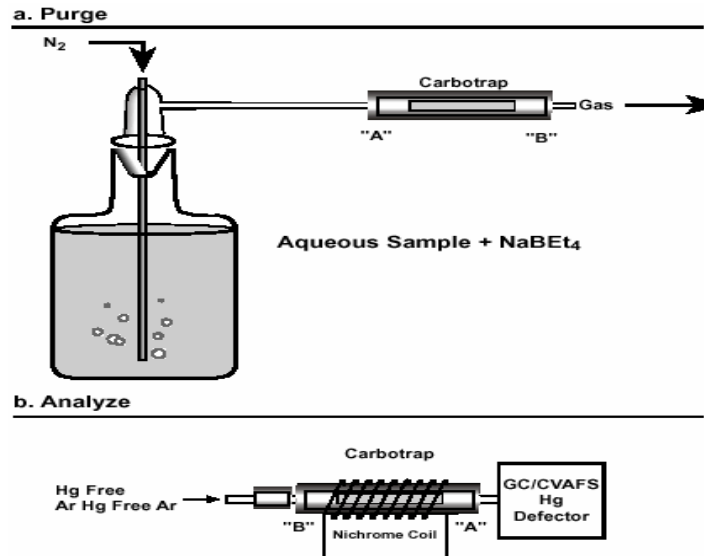 a. Purge
N₂
Carbotrap
Gas
"A"
"B"
Aqueous Sample + NaBEt₄
b. Analyze
Carbotrap
Hg Free
Ar Hg Free Ar
GC/CVAFS
Hg
Defector
"B"
"A"
Nichrome Coil